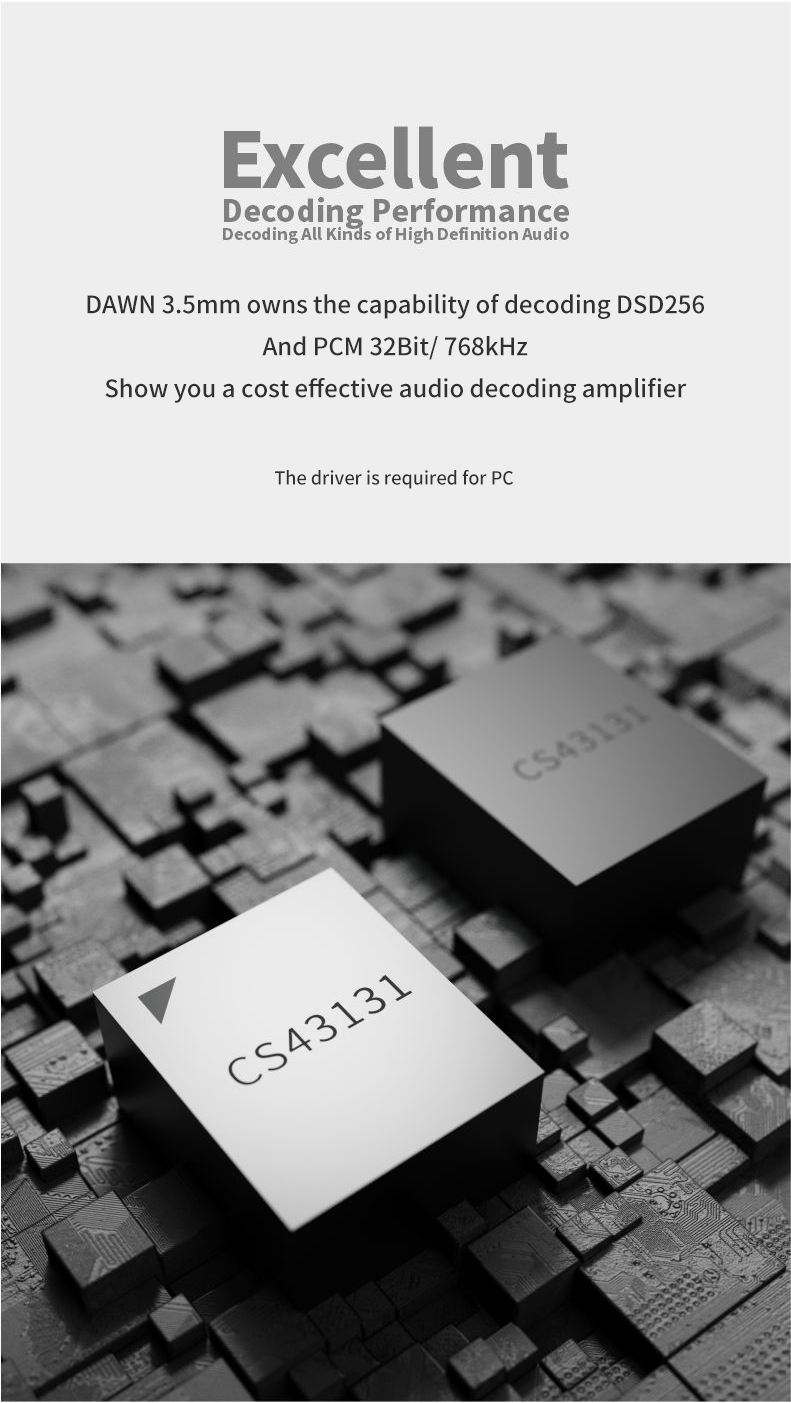 Excellent
Decoding Performance
Decoding All Kinds of High Definition Audio
DAWN 3.5mm owns the capability of decoding DSD256
And PCM 32Bit/ 768kHz
Show you a cost effective audio decoding amplifier
The driver is required for PC
CS43131
CS43131